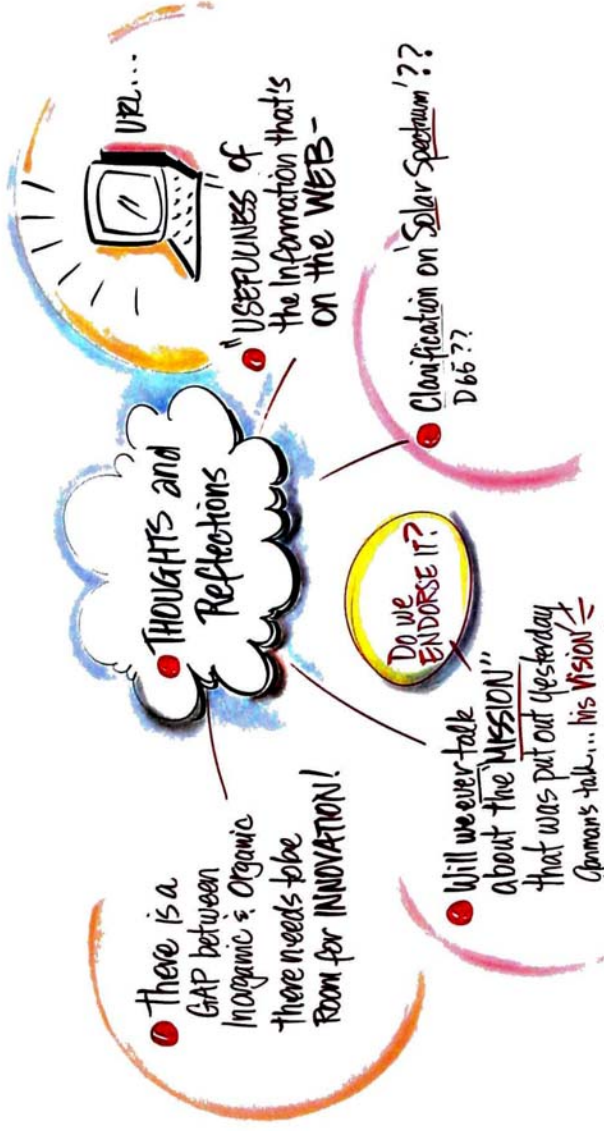 THOUGHTS and
Reflections
URL...
"USEFULLNESS of
the Information that's
on the WEB-
Clarification on 'Solar Spectrum'??
D65??
DO WE
ENDORSE IT?
Will we ever talk
about the "MISSION"
that was put out yesterday
talk... his Vision
There is a
GAP between
Inorganic & Organic
there needs to be
Room for INNOVATION!